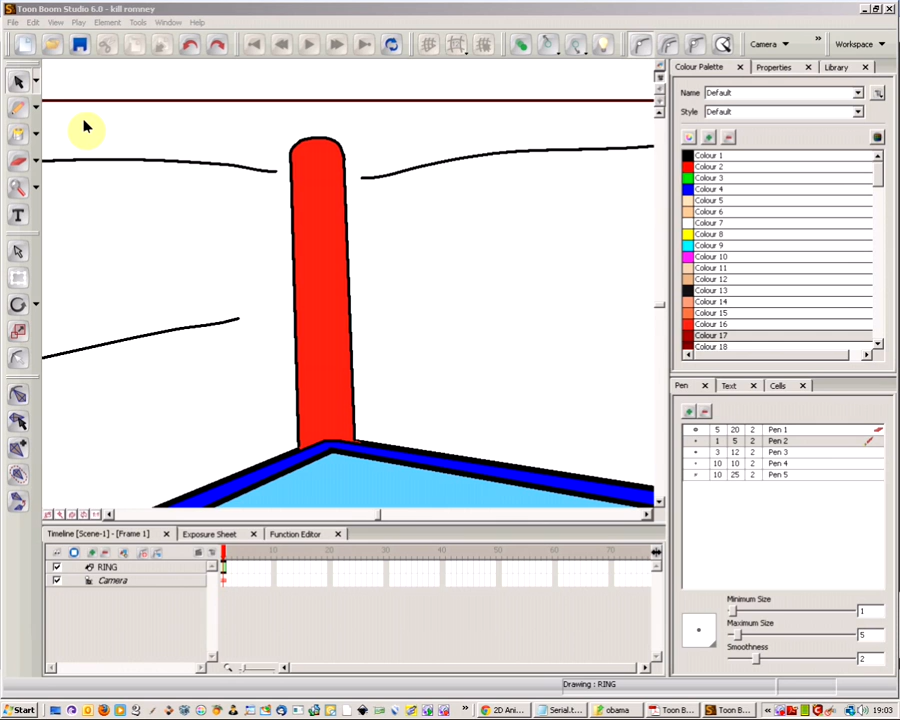 Toon Boom Studio 6.0 - kill romney
File Edit View Play Element Tools Window Help
Camera Workspace
Color Palette Properties Library
Name Default
Style Default
Colour 1
Colour 2
Colour 3
Colour 4
Colour 5
Colour 6
Colour 7
Colour 8
Colour 9
Colour 10
Colour 11
Colour 12
Colour 13
Colour 14
Colour 15
Colour 16
Colour 17
Colour 18
Pen Text Cells
5 20 2 Pen 1
1 5 2 Pen 2
3 12 2 Pen 3
10 10 2 Pen 4
10 25 2 Pen 5
Timeline [Scene-1] - [Frame 1] Exposure Sheet Function Editor
10 20 30 40 50 60 70
RING
Camera
Minimum Size
1
Maximum Size
5
Smoothness
2
Drawing : RING
Start 2D Ani... Serial.t... obama Toon B... Toon B... 19:03